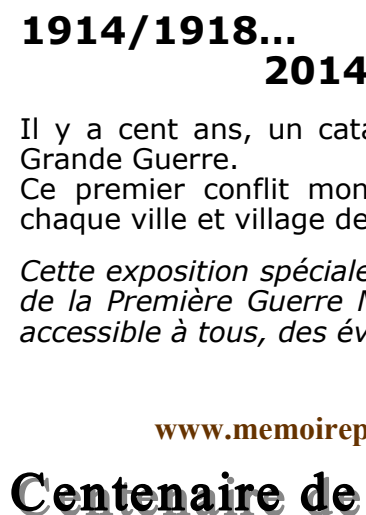 1914/1918...
2014
Il y a cent ans, un cata
Grande Guerre.
Ce premier conflit mon
chaque ville et village de
Cette exposition spéciale
de la Première Guerre M
accessible à tous, des év
www.memoirep
Centenaire de